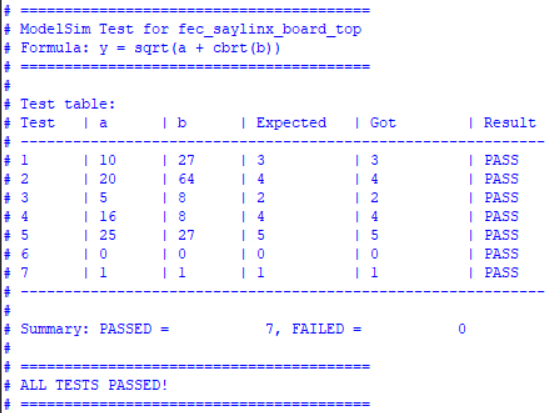 # ==========================================
# ModelSim Test for fec_saylinx_board_top
# Formula: y = sqrt(a + cbrt(b))
# ==========================================
#
# Test table:
# Test | a | b | Expected | Got | Result
# --------------------------------------------------------------
# 1 | 10 | 27 | 3 | 3 | PASS
# 2 | 20 | 64 | 4 | 4 | PASS
# 3 | 5 | 8 | 2 | 2 | PASS
# 4 | 16 | 8 | 4 | 4 | PASS
# 5 | 25 | 27 | 5 | 5 | PASS
# 6 | 0 | 0 | 0 | 0 | PASS
# 7 | 1 | 1 | 1 | 1 | PASS
# --------------------------------------------------------------
#
# Summary: PASSED = 7, FAILED = 0
#
# ==========================================
# ALL TESTS PASSED!
# ==========================================